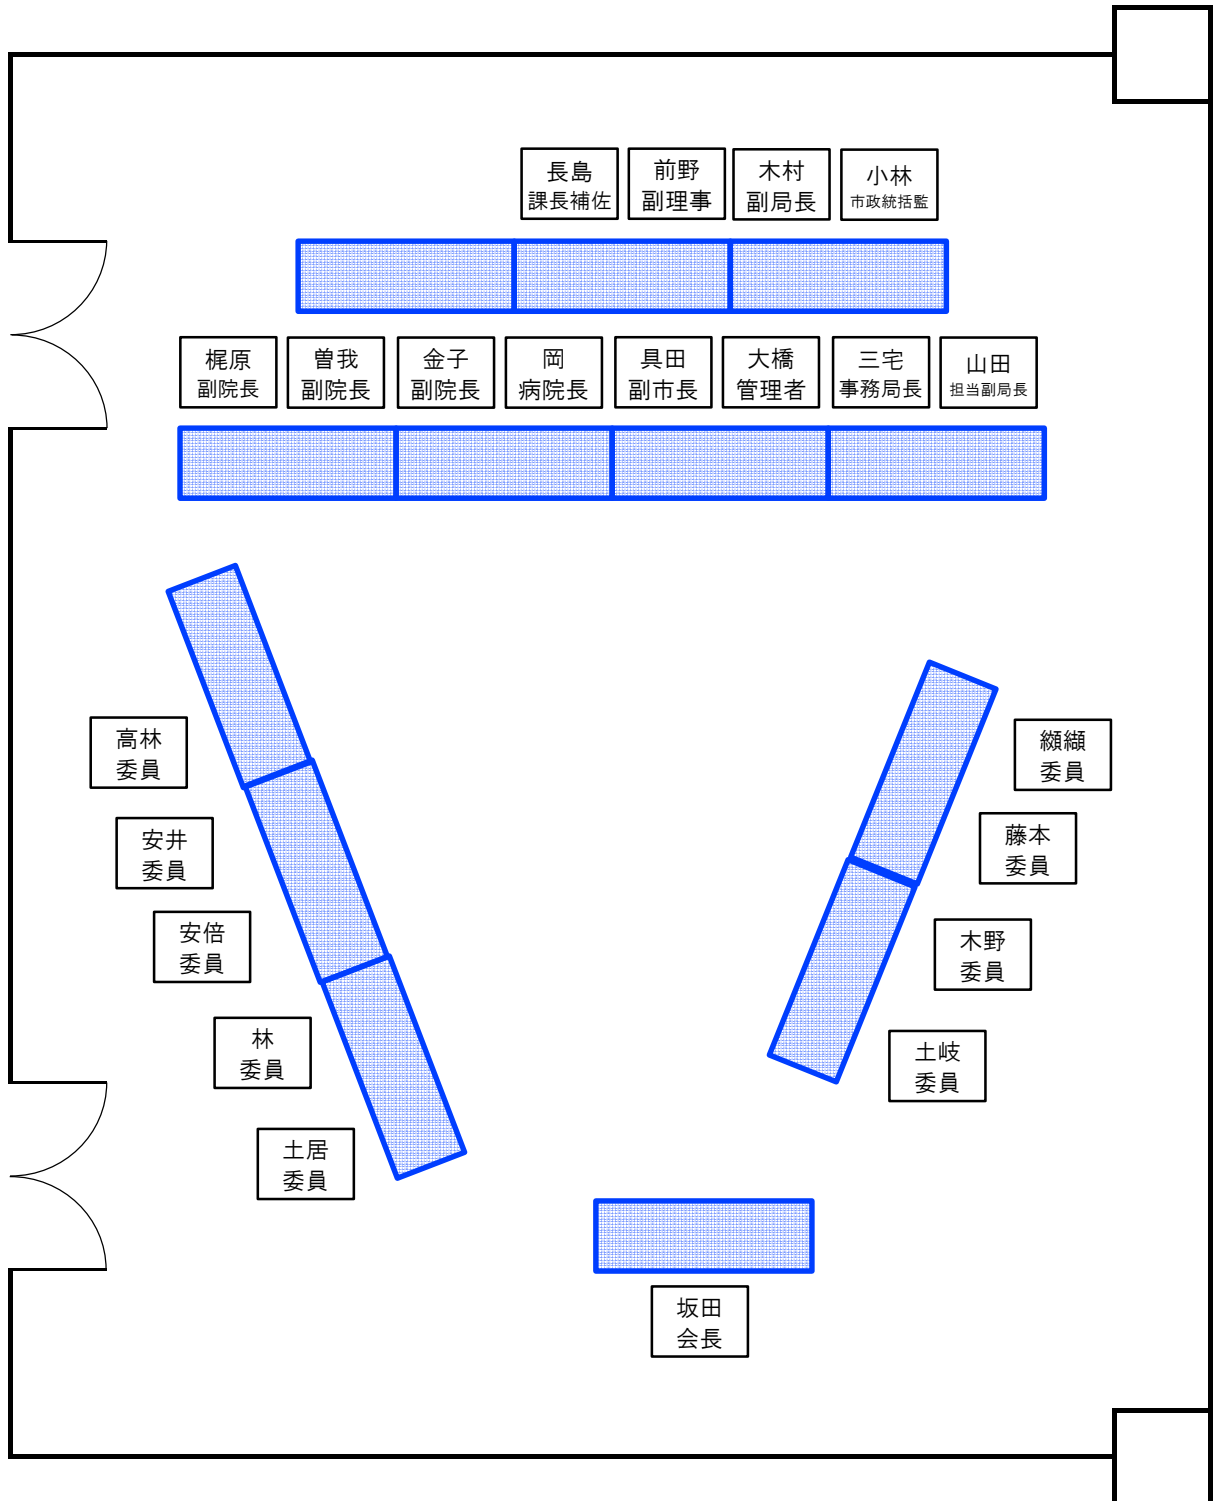 長島
課長補佐
前野
副理事
木村
副局長
小林
市政統括監
梶原
副院長
曽我
副院長
金子
副院長
岡
病院長
具田
副市長
大橋
管理者
三宅
事務局長
山田
担当副局長
高林
委員
安井
委員
安倍
委員
林
委員
土居
委員
纐纈
委員
藤本
委員
木野
委員
土岐
委員
坂田
会長